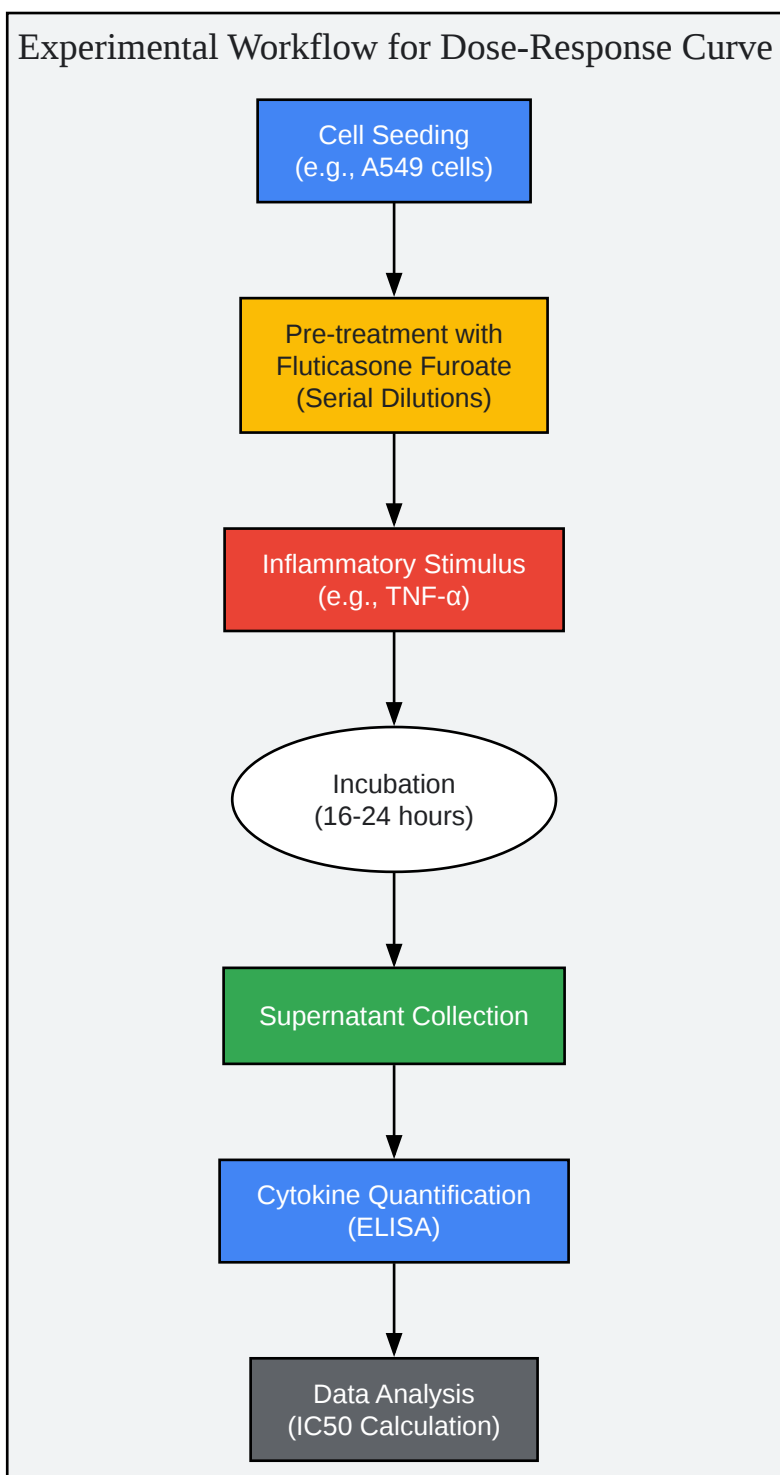 Experimental Workflow for Dose-Response Curve
Cell Seeding
(e.g., A549 cells)
Pre-treatment with
Fluticasone Furoate
(Serial Dilutions)
Inflammatory Stimulus
(e.g., TNF-α)
Incubation
(16-24 hours)
Supernatant Collection
Cytokine Quantification
(ELISA)
Data Analysis
(IC50 Calculation)